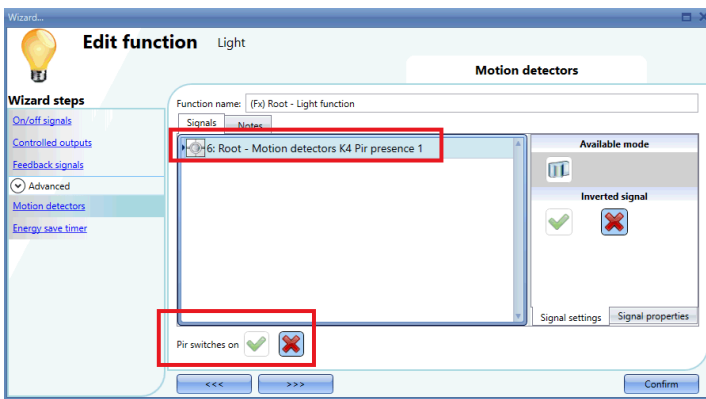 Wizard...
Edit function Light
Motion detectors
Wizard steps
On/off signals
Controlled outputs
Feedback signals
Advanced
Motion detectors
Energy save timer
Function name: (Fx) Root - Light function
Signals Notes
6: Root - Motion detectors K4 Pir presence 1
Available mode
Inverted signal
Signal settings Signal properties
Pir switches on
<<< >>> Confirm